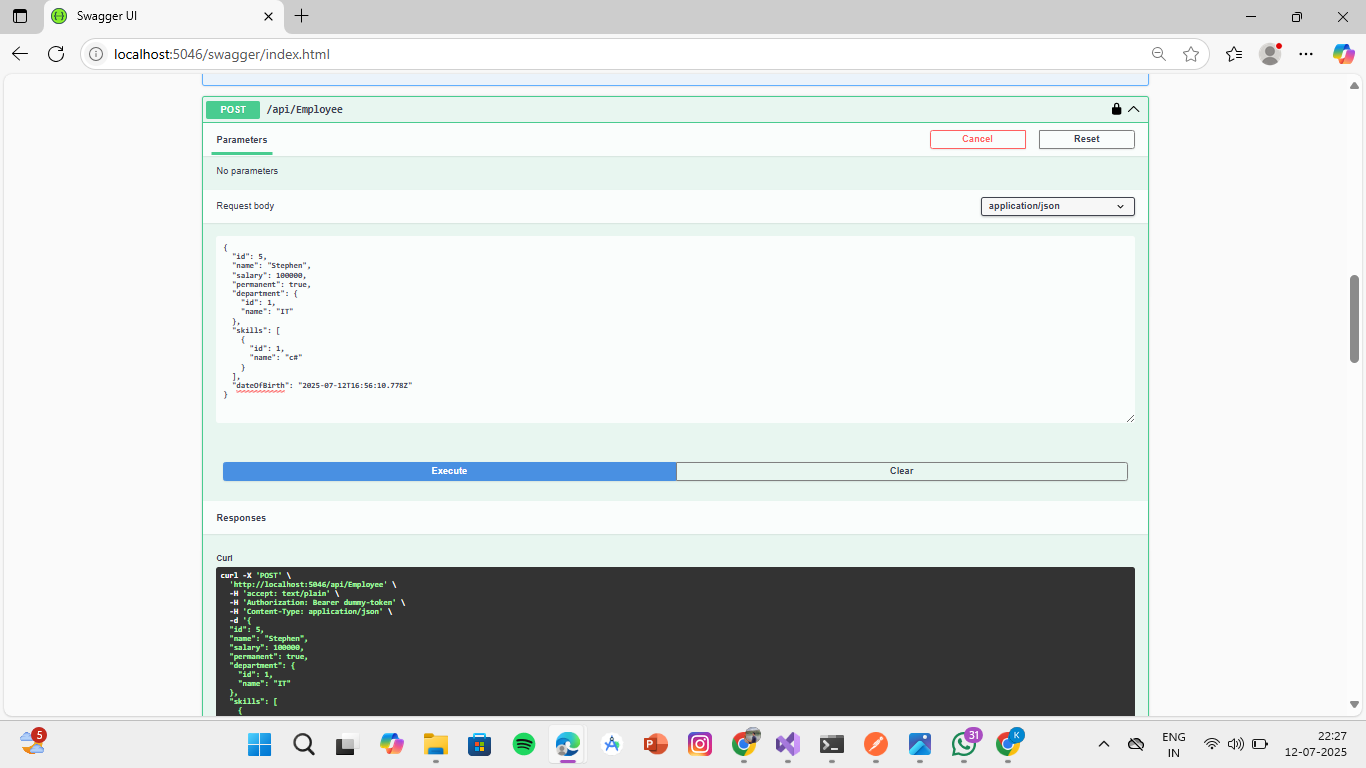 Swagger UI
localhost:5046/swagger/index.html
POST /api/Employee
Parameters
Cancel
Reset
No parameters
Request body
application/json
{
  "id": 5,
  "name": "Stephen",
  "salary": 100000,
  "permanent": true,
  "department": {
    "id": 1,
    "name": "IT"
  },
  "skills": [
    {
      "id": 1,
      "name": "c#"
    }
  ],
  "dateOfBirth": "2025-07-12T16:56:10.778Z"
}
Execute
Clear
Responses
Curl
curl -X 'POST' \
  'http://localhost:5046/api/Employee' \
  -H 'accept: text/plain' \
  -H 'Authorization: Bearer dummy-token' \
  -H 'Content-Type: application/json' \
  -d '{
  "id": 5,
  "name": "Stephen",
  "salary": 100000,
  "permanent": true,
  "department": {
    "id": 1,
    "name": "IT"
  },
  "skills": [
    {
5
31
K
ENG
IN
22:27
12-07-2025